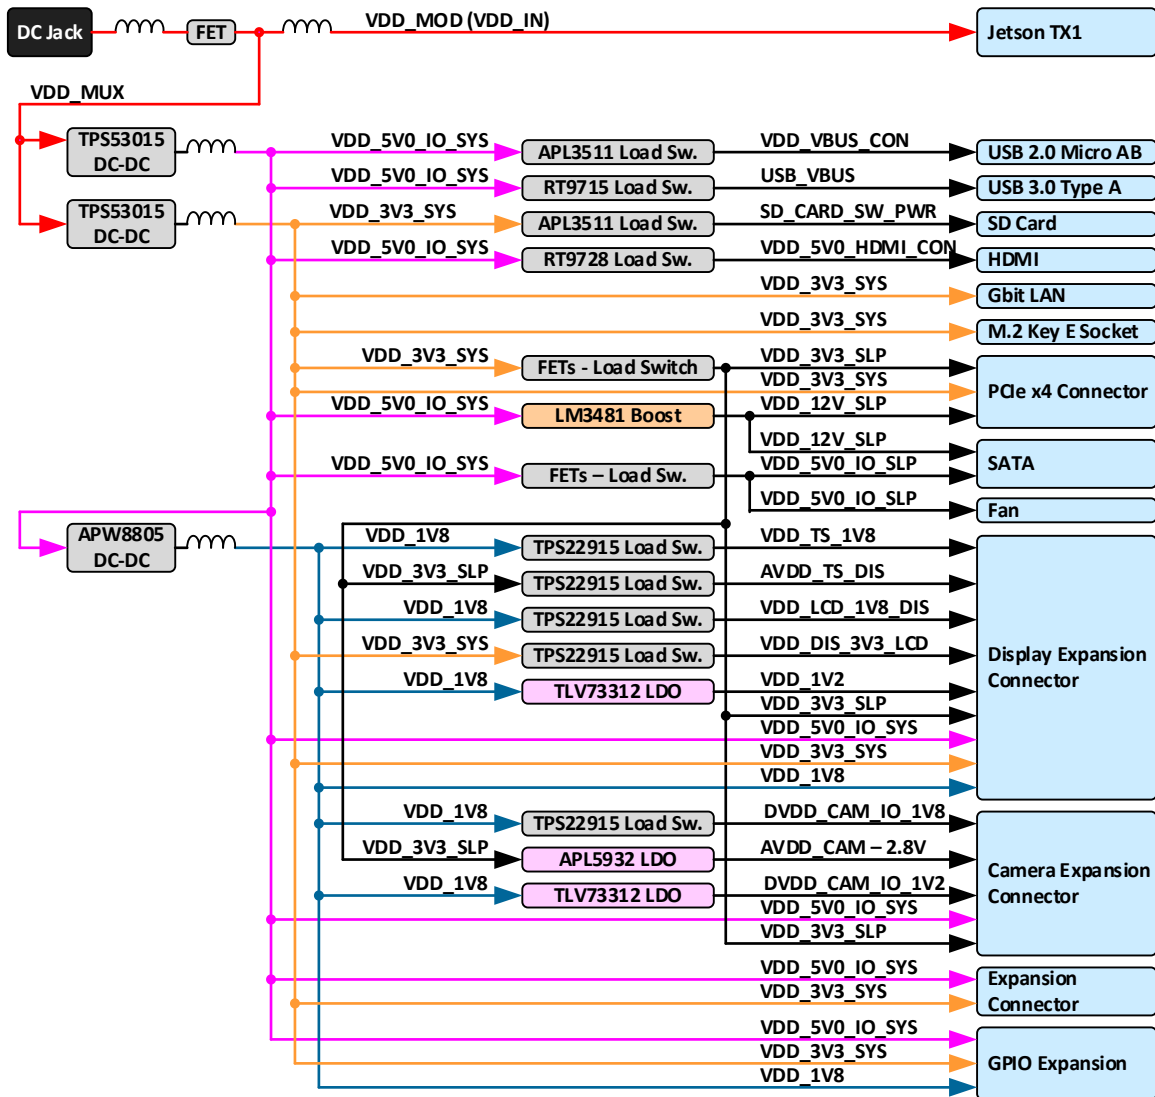 DC Jack
FET
VDD_MOD (VDD_IN)
Jetson TX1
VDD_MUX
TPS53015
DC-DC
VDD_5V0_IO_SYS
APL3511 Load Sw.
VDD_VBUS_CON
USB 2.0 Micro AB
VDD_5V0_IO_SYS
RT9715 Load Sw.
USB_VBUS
USB 3.0 Type A
TPS53015
DC-DC
VDD_3V3_SYS
APL3511 Load Sw.
SD_CARD_SW_PWR
SD Card
VDD_5V0_IO_SYS
RT9728 Load Sw.
VDD_5V0_HDMI_CON
HDMI
VDD_3V3_SYS
Gbit LAN
VDD_3V3_SYS
M.2 Key E Socket
VDD_3V3_SYS
FETs - Load Switch
VDD_3V3_SLP
VDD_3V3_SYS
PCIe x4 Connector
VDD_5V0_IO_SYS
LM3481 Boost
VDD_12V_SLP
VDD_12V_SLP
SATA
VDD_5V0_IO_SYS
FETs – Load Sw.
VDD_5V0_IO_SLP
VDD_5V0_IO_SLP
Fan
APW8805
DC-DC
VDD_1V8
TPS22915 Load Sw.
VDD_TS_1V8
VDD_3V3_SLP
TPS22915 Load Sw.
AVDD_TS_DIS
VDD_1V8
TPS22915 Load Sw.
VDD_LCD_1V8_DIS
VDD_3V3_SYS
TPS22915 Load Sw.
VDD_DIS_3V3_LCD
Display Expansion
Connector
VDD_1V8
TLV73312 LDO
VDD_1V2
VDD_3V3_SLP
VDD_5V0_IO_SYS
VDD_3V3_SYS
VDD_1V8
VDD_1V8
TPS22915 Load Sw.
DVDD_CAM_IO_1V8
VDD_3V3_SLP
APL5932 LDO
AVDD_CAM – 2.8V
Camera Expansion
Connector
VDD_1V8
TLV73312 LDO
DVDD_CAM_IO_1V2
VDD_5V0_IO_SYS
VDD_3V3_SLP
VDD_5V0_IO_SYS
VDD_3V3_SYS
Expansion
Connector
VDD_5V0_IO_SYS
VDD_3V3_SYS
GPIO Expansion
VDD_1V8